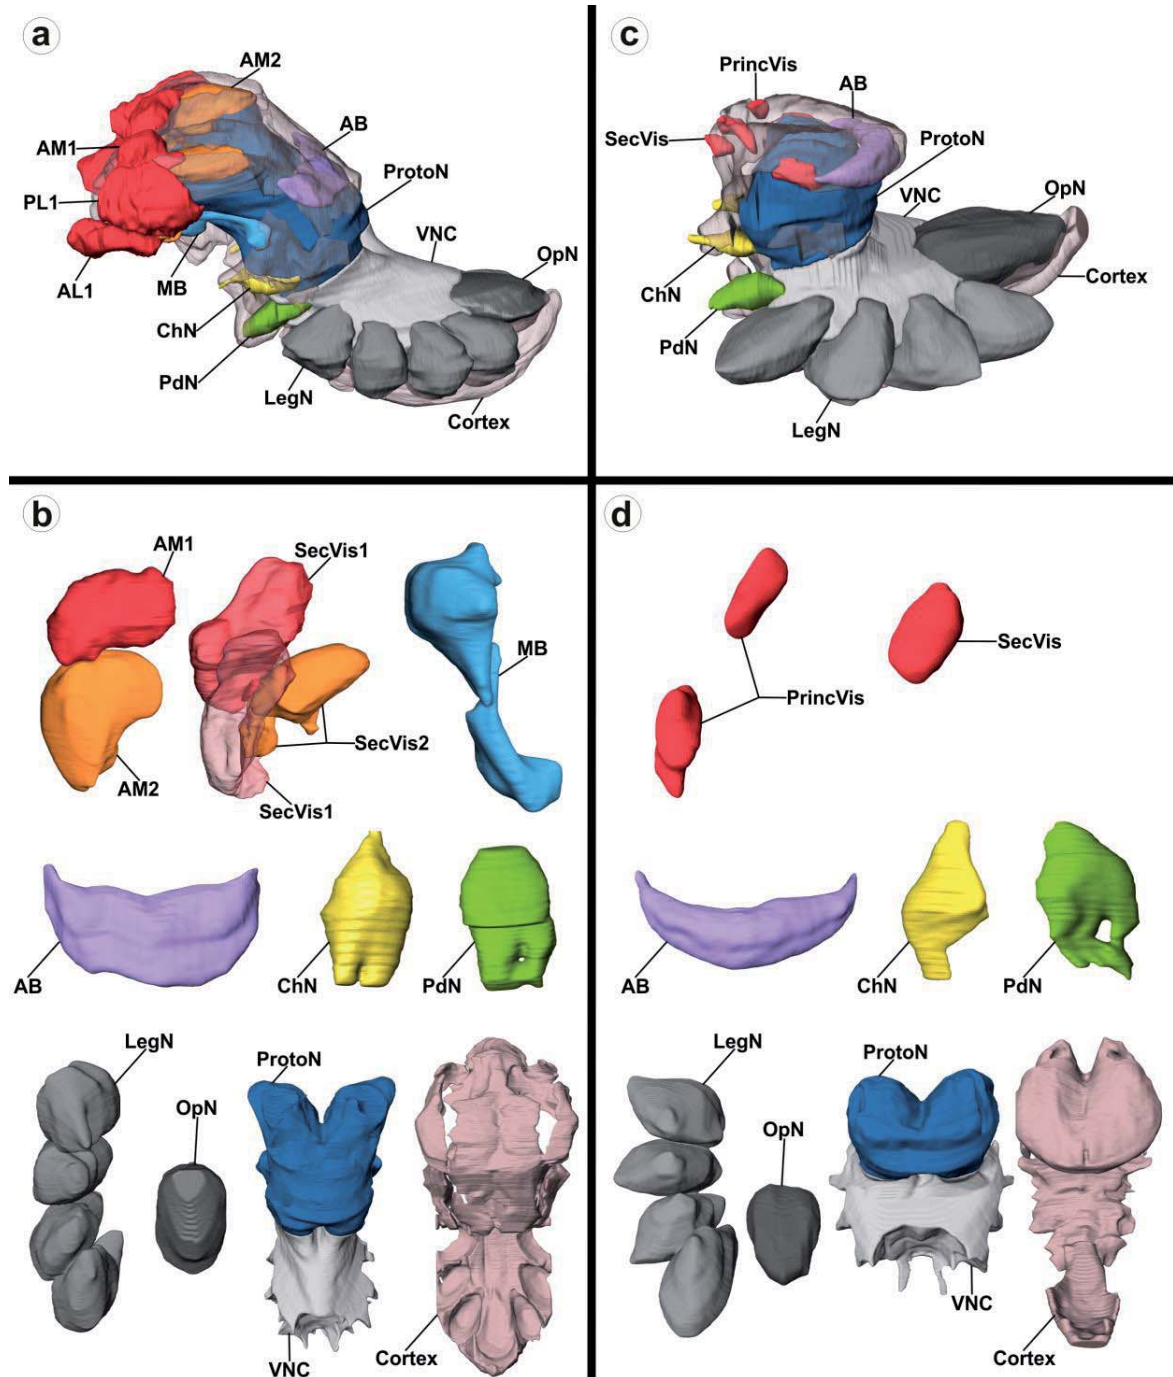 a
AM2
AB
AM1
ProtoN
PL1
VNC
OpN
AL1
MB
ChN
PdN
LegN
Cortex
c
PrincVis
AB
SecVis
ProtoN
VNC
OpN
ChN
Cortex
PdN
LegN
b
AM1
SecVis1
MB
SecVis2
AM2
SecVis1
AB
ChN
PdN
LegN
ProtoN
OpN
VNC
Cortex
d
SecVis
PrincVis
AB
ChN
PdN
LegN
ProtoN
OpN
VNC
Cortex